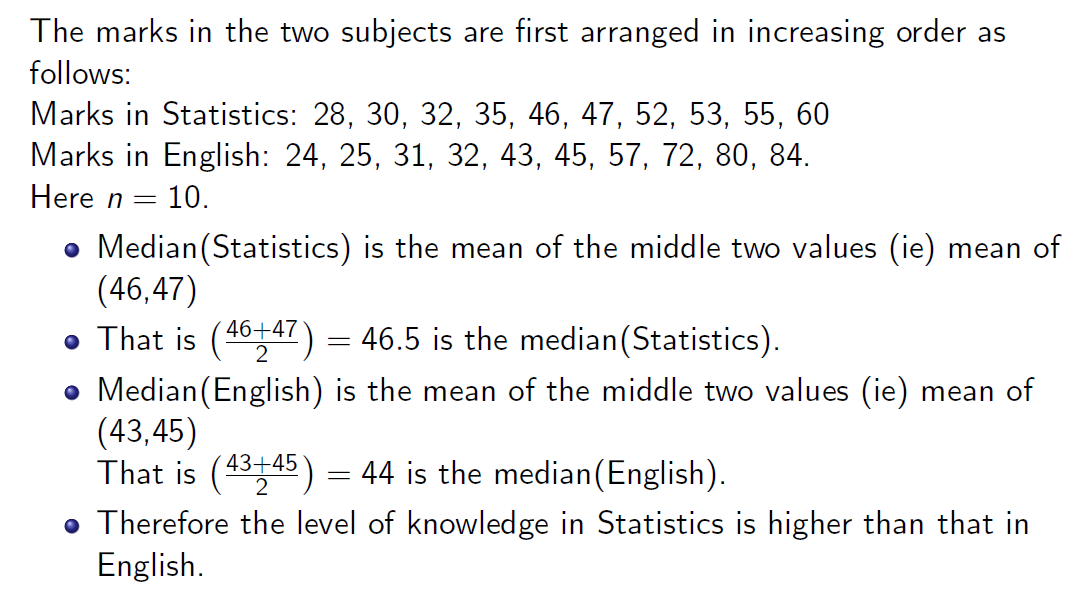 The marks in the two subjects are first arranged in increasing order as
follows:
Marks in Statistics: 28, 30, 32, 35, 46, 47, 52, 53, 55, 60
Marks in English: 24, 25, 31, 32, 43, 45, 57, 72, 80, 84.
Here n = 10.
• Median(Statistics) is the mean of the middle two values (ie) mean of
(46,47)
• That is (\frac{46+47}{2}) = 46.5 is the median(Statistics).
• Median(English) is the mean of the middle two values (ie) mean of
(43,45)
That is (\frac{43+45}{2}) = 44 is the median(English).
• Therefore the level of knowledge in Statistics is higher than that in
English.